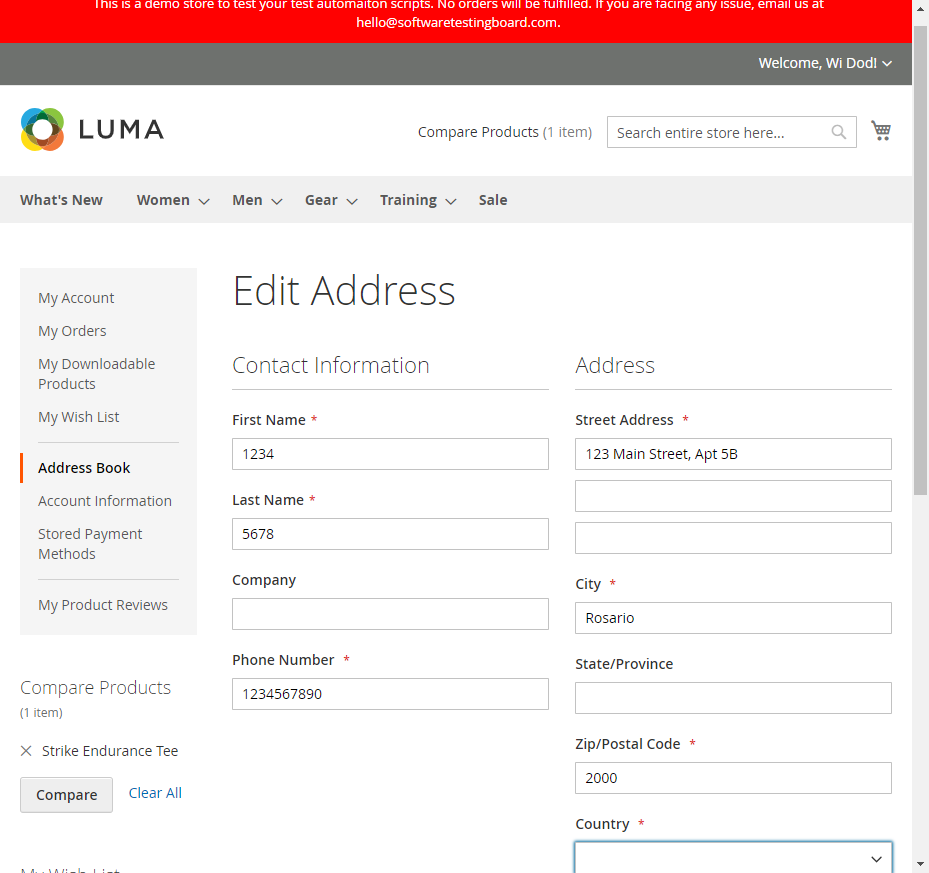 This is a demo store to test your test automaiton scripts. No orders will be fulfilled. If you are facing any issue, email us at
hello@softwaretestingboard.com.
Welcome, Wi Dod!
LUMA
Compare Products (1 item)
Search entire store here...
What's New
Women
Men
Gear
Training
Sale
My Account
My Orders
My Downloadable
Products
My Wish List
Address Book
Account Information
Stored Payment
Methods
My Product Reviews
Compare Products
(1 item)
Strike Endurance Tee
Compare
Clear All
My Wish List
Edit Address
Contact Information
First Name *
1234
Last Name *
5678
Company
Phone Number *
1234567890
Address
Street Address *
123 Main Street, Apt 5B
City *
Rosario
State/Province
Zip/Postal Code *
2000
Country *